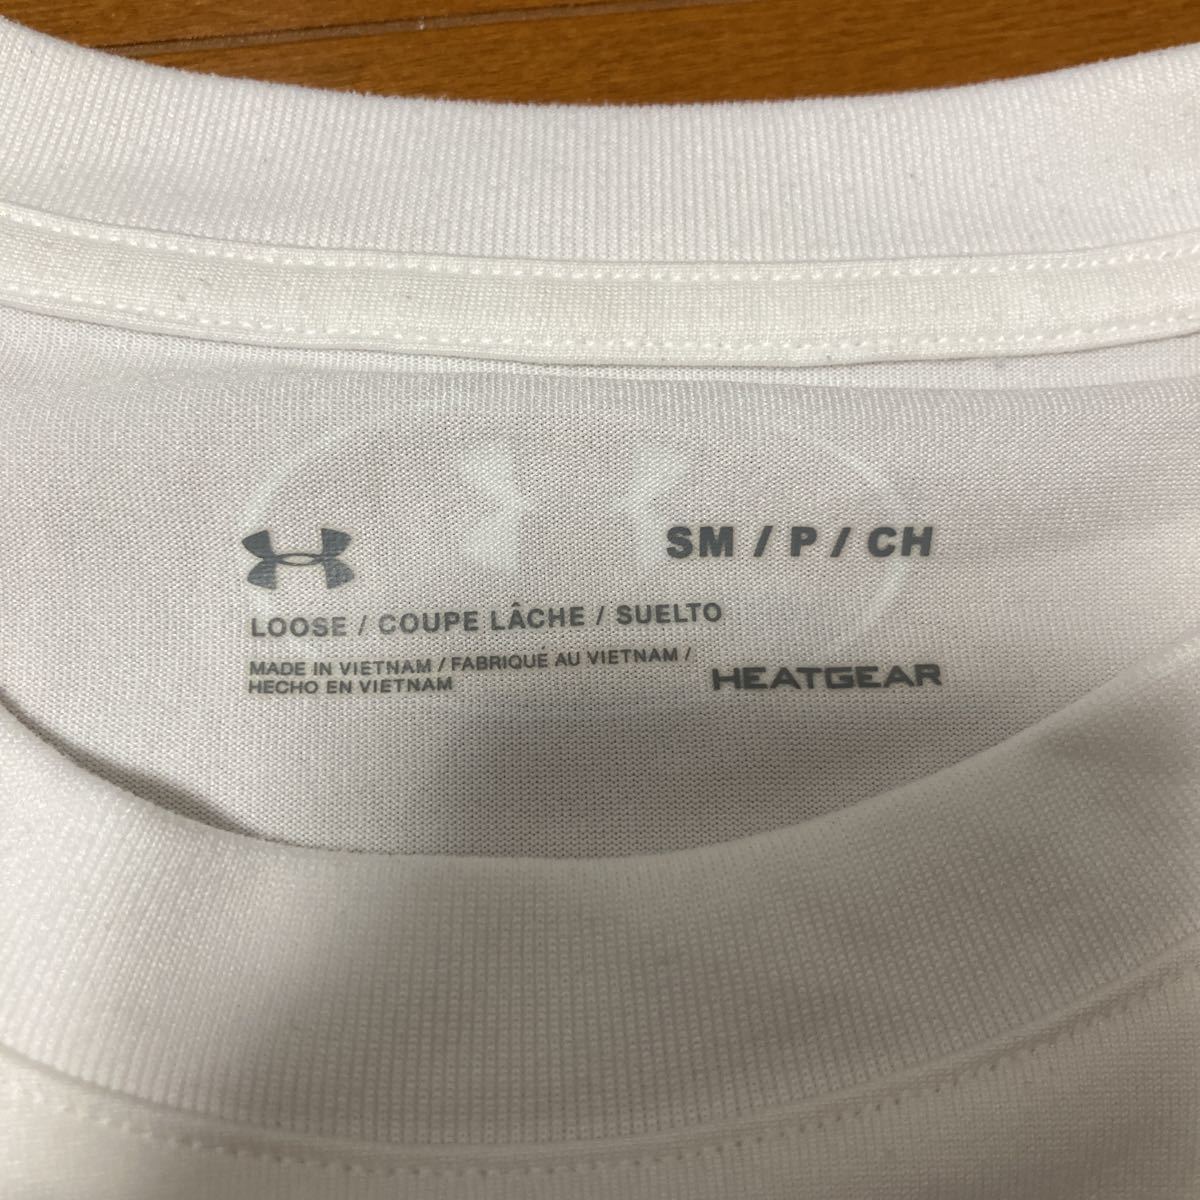 SM / P / CH
LOOSE / COUPE LÂCHE / SUELTO
MADE IN VIETNAM / FABRIQUÉ AU VIETNAM /
HECHO EN VIETNAM
HEATGEAR